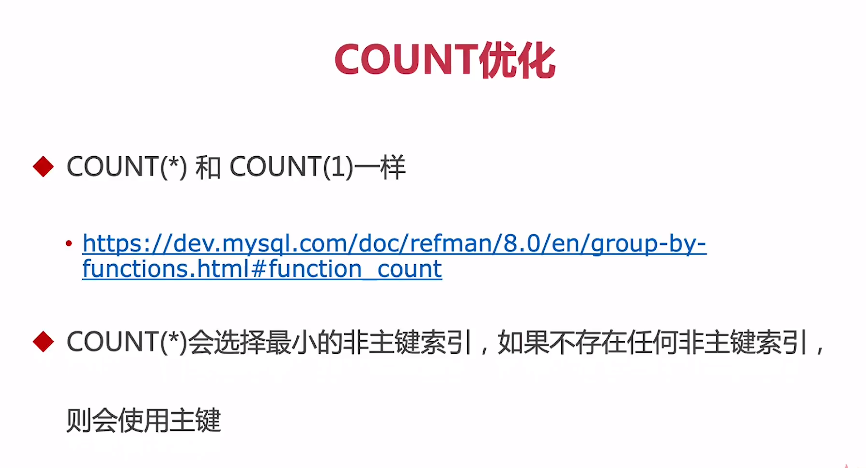 COUNT优化
COUNT(*) 和 COUNT(1)一样
https://dev.mysql.com/doc/refman/8.0/en/group-by-
functions.html#function_count
COUNT(*)会选择最小的非主键索引，如果不存在任何非主键索引，
则会使用主键